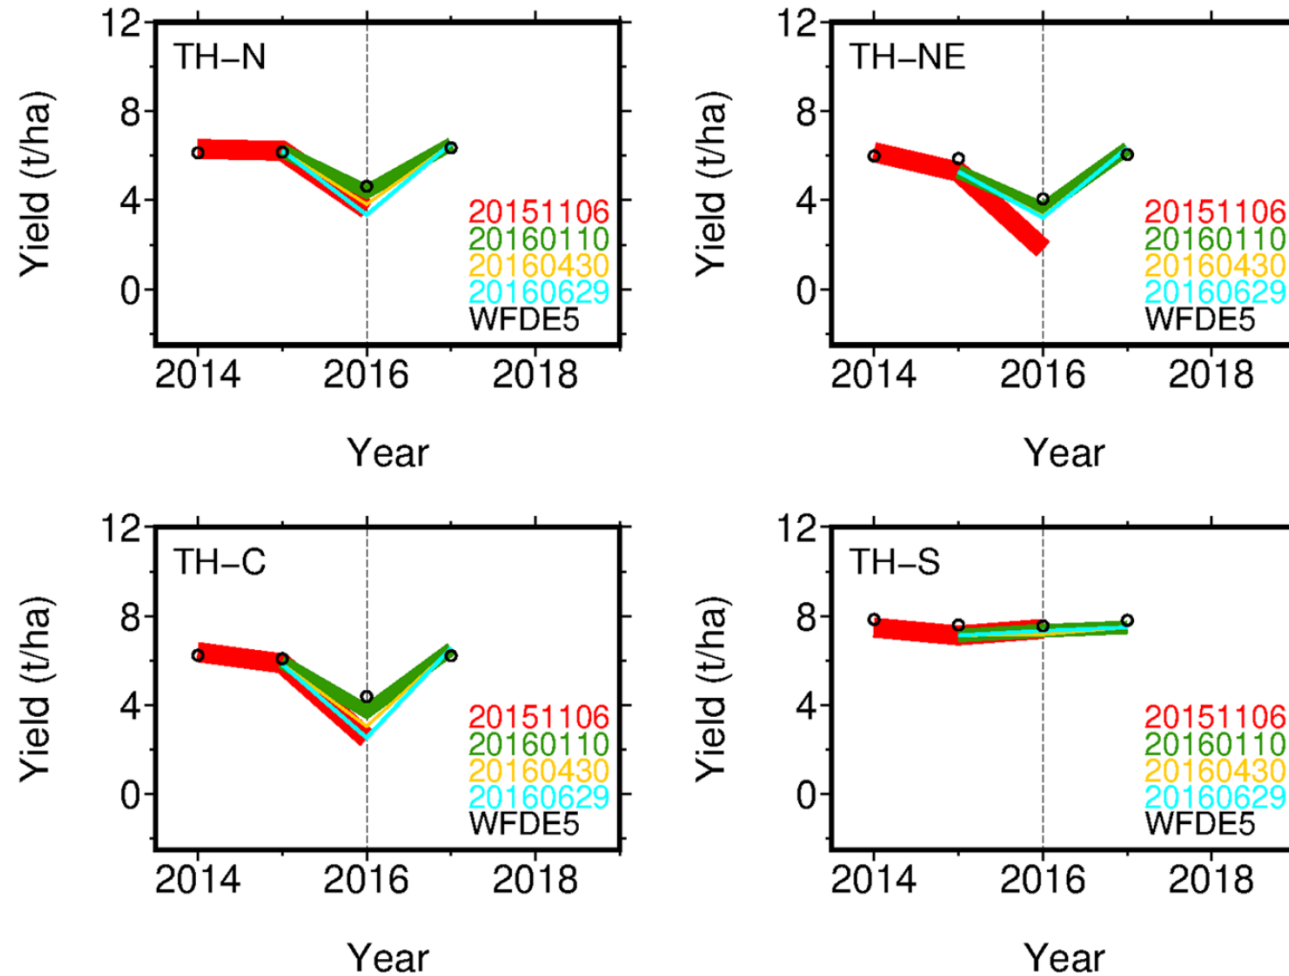 12
TH-N
8
4
0
Yield (t/ha)
20151106
20160110
20160430
20160629
WFDE5
2014 2016 2018
Year
12
TH-NE
8
4
0
Yield (t/ha)
20151106
20160110
20160430
20160629
WFDE5
2014 2016 2018
Year
12
TH-C
8
4
0
Yield (t/ha)
20151106
20160110
20160430
20160629
WFDE5
2014 2016 2018
Year
12
TH-S
8
4
0
Yield (t/ha)
20151106
20160110
20160430
20160629
WFDE5
2014 2016 2018
Year